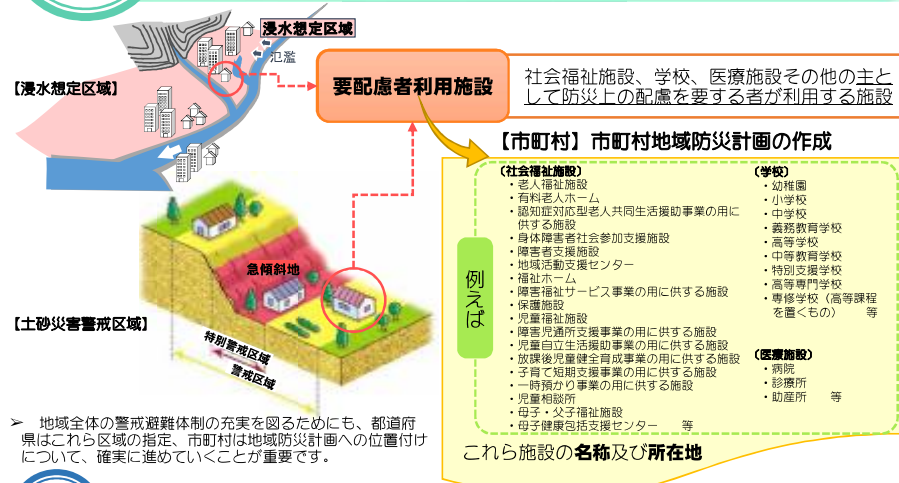 浸水想定区域
氾濫
【浸水想定区域】
要配慮者利用施設
社会福祉施設、学校、医療施設その他の主と
して防災上の配慮を要する者が利用する施設
【市町村】市町村地域防災計画の作成
例えば
〔社会福祉施設〕
・老人福祉施設
・有料老人ホーム
・認知症対応型老人共同生活援助事業の用に
供する施設
・身体障害者社会参加支援施設
・障害者支援施設
・地域活動支援センター
・福祉ホーム
・障害福祉サービス事業の用に供する施設
・保護施設
・児童福祉施設
・障害児通所支援事業の用に供する施設
・児童自立生活援助事業の用に供する施設
・放課後児童健全育成事業の用に供する施設
・子育て短期支援事業の用に供する施設
・一時預かり事業の用に供する施設
・児童相談所
・母子・父子福祉施設
・母子健康包括支援センター 等
〔学校〕
・幼稚園
・小学校
・中学校
・義務教育学校
・高等学校
・中等教育学校
・特別支援学校
・高等専門学校
・専修学校（高等課程
を置くもの） 等
〔医療施設〕
・病院
・診療所
・助産所 等
これら施設の名称及び所在地
急傾斜地
【土砂災害警戒区域】
特別警戒区域
警戒区域
➢ 地域全体の警戒避難体制の充実を図るためにも、都道府
県はこれら区域の指定、市町村は地域防災計画への位置付け
について、確実に進めていくことが重要です。